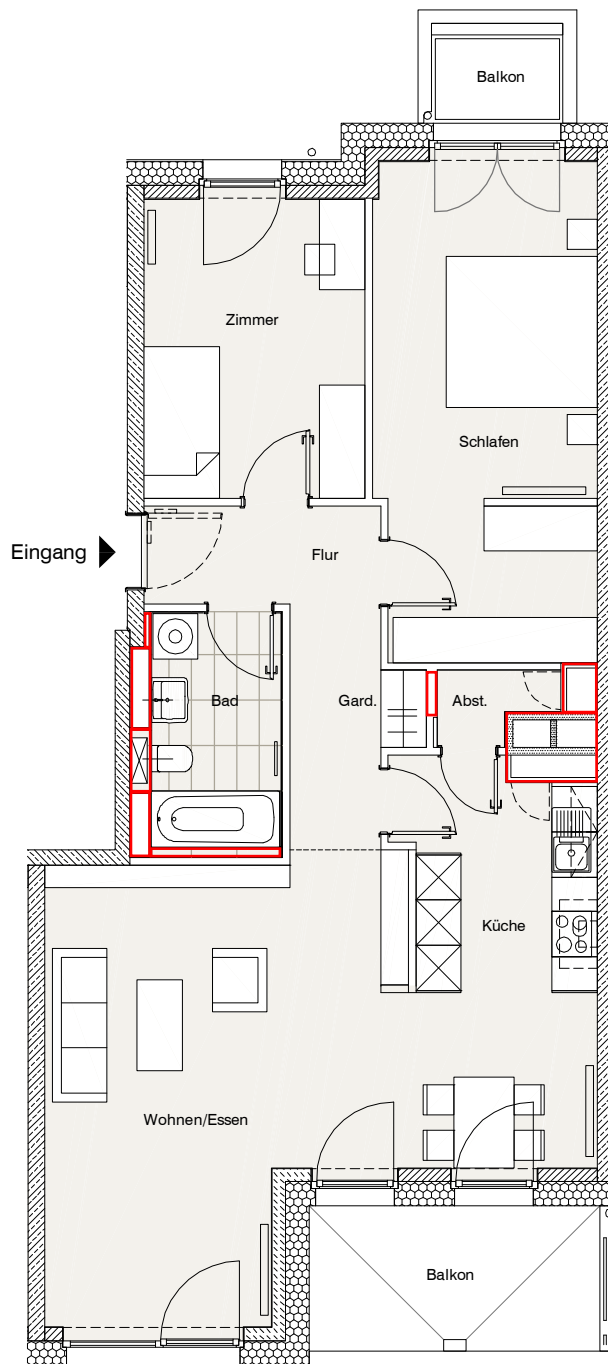 Balkon
Zimmer
Schlafen
Eingang
Flur
Bad
Gard.
Abst.
Küche
Wohnen/Essen
Balkon